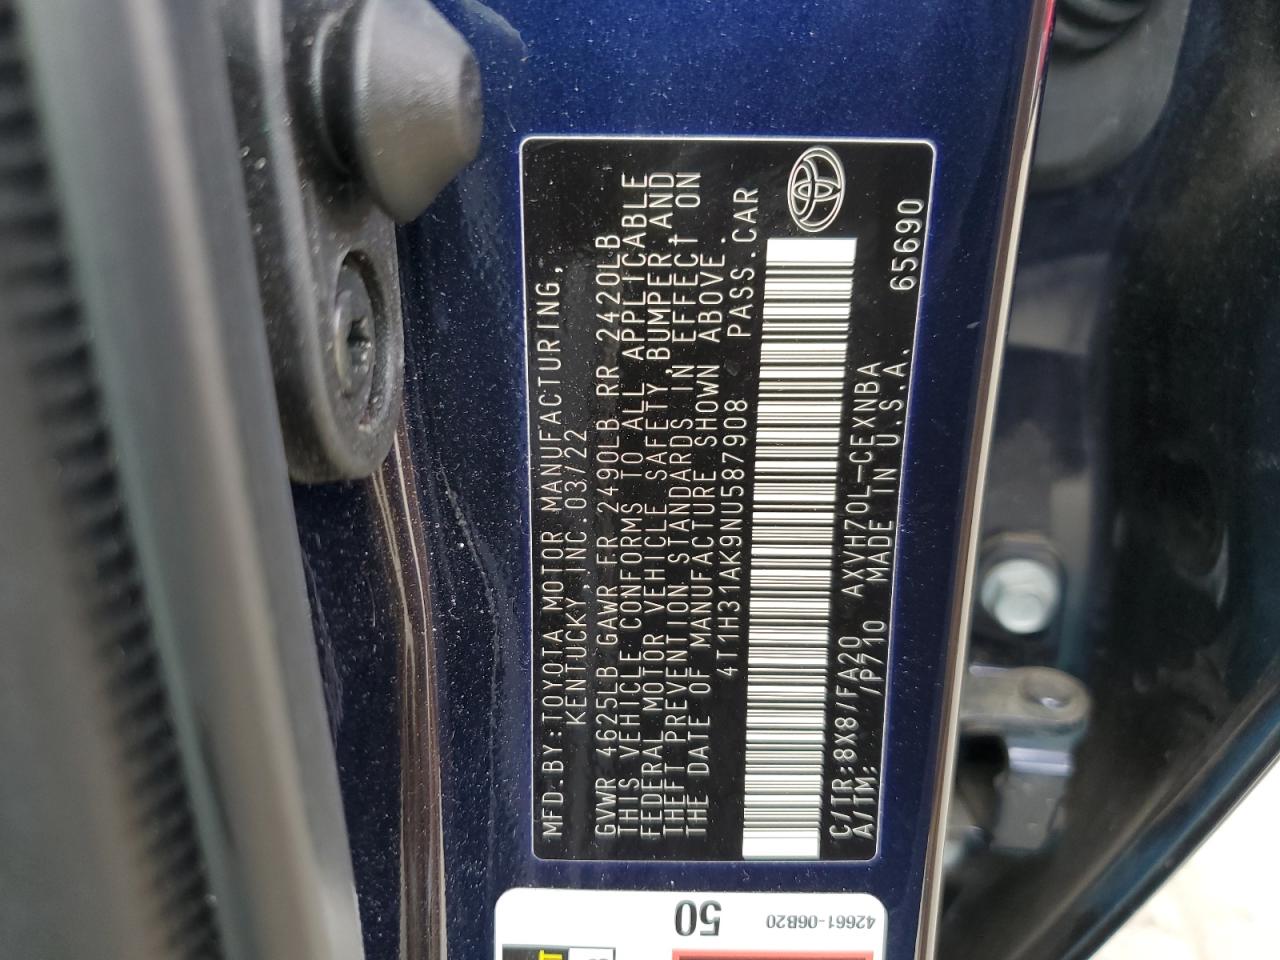 MFD.BY:TOYOTA MOTOR MANUFACTURING,
KENTUCKY,INC. 03/22
GVWR 4625LB GAWR FR 2490LB RR 2420LB
THIS VEHICLE CONFORMS TO ALL APPLICABLE
FEDERAL MOTOR VEHICLE SAFETY,BUMPER,AND
THEFT PREVENTION STANDARDS IN EFFECT ON
THE DATE OF MANUFACTURE SHOWN ABOVE.
4T1H31AK9NU587908 PASS.CAR
C/TR:8X8/FA20 AXVH70L-CEXNBA
A/TM: /P710 MADE IN U.S.A.
65690
50
42661-06B20